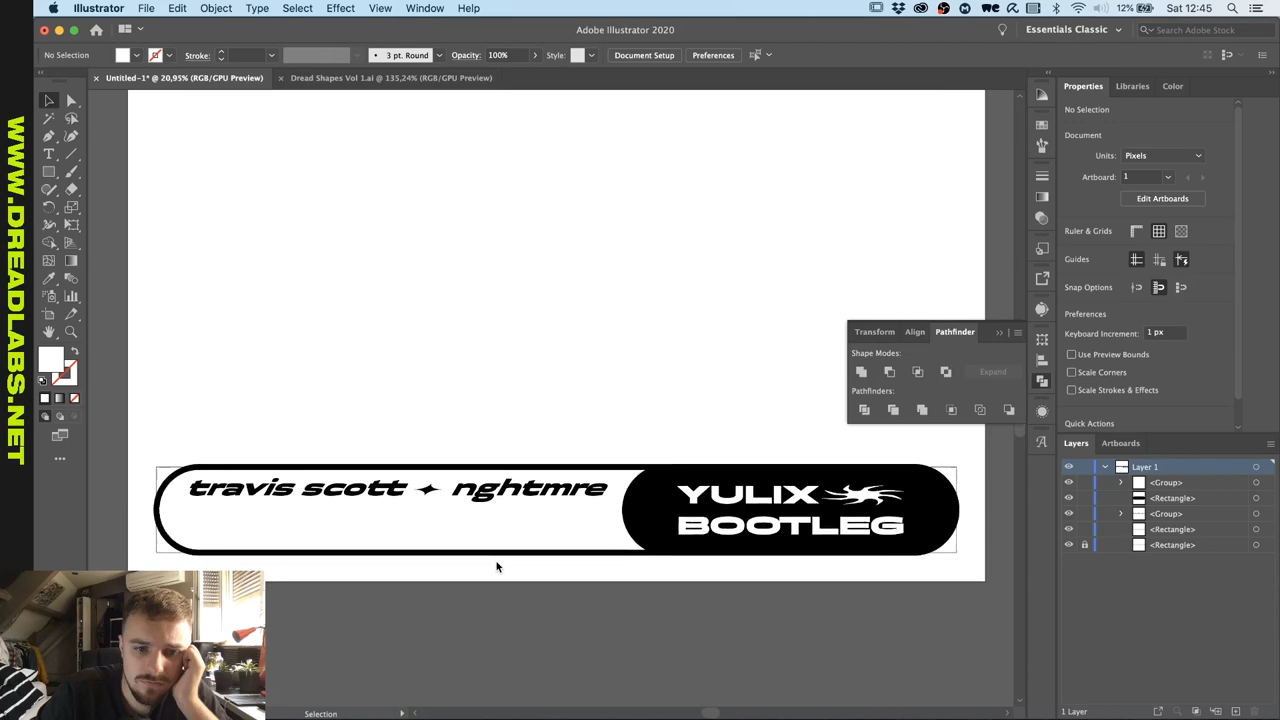 Illustrator File Edit Object Type Select Effect View Window Help 12% Sat 12:45
Adobe Illustrator 2020 Essentials Classic Search Adobe Stock
No Selection Stroke: 3 pt. Round Opacity: 100% Style: Document Setup Preferences
Untitled-1* @ 20,95% (RGB/GPU Preview) Dread Shapes Vol 1.ai @ 135,24% (RGB/GPU Preview)
WWW.DREADLABS.NET
Properties Libraries Color
No Selection
Document
Units: Pixels
Artboard: 1
Edit Artboards
Ruler & Grids
Guides
Snap Options
Preferences
Keyboard Increment: 1 px
Use Preview Bounds
Scale Corners
Scale Strokes & Effects
Quick Actions
Transform Align Pathfinder
Shape Modes:
Expand
Pathfinders:
travis scott nghtmre
YULIX
BOOTLEG
Layers Artboards
Layer 1
<Group>
<Rectangle>
<Group>
<Rectangle>
<Rectangle>
1 Layer
Selection